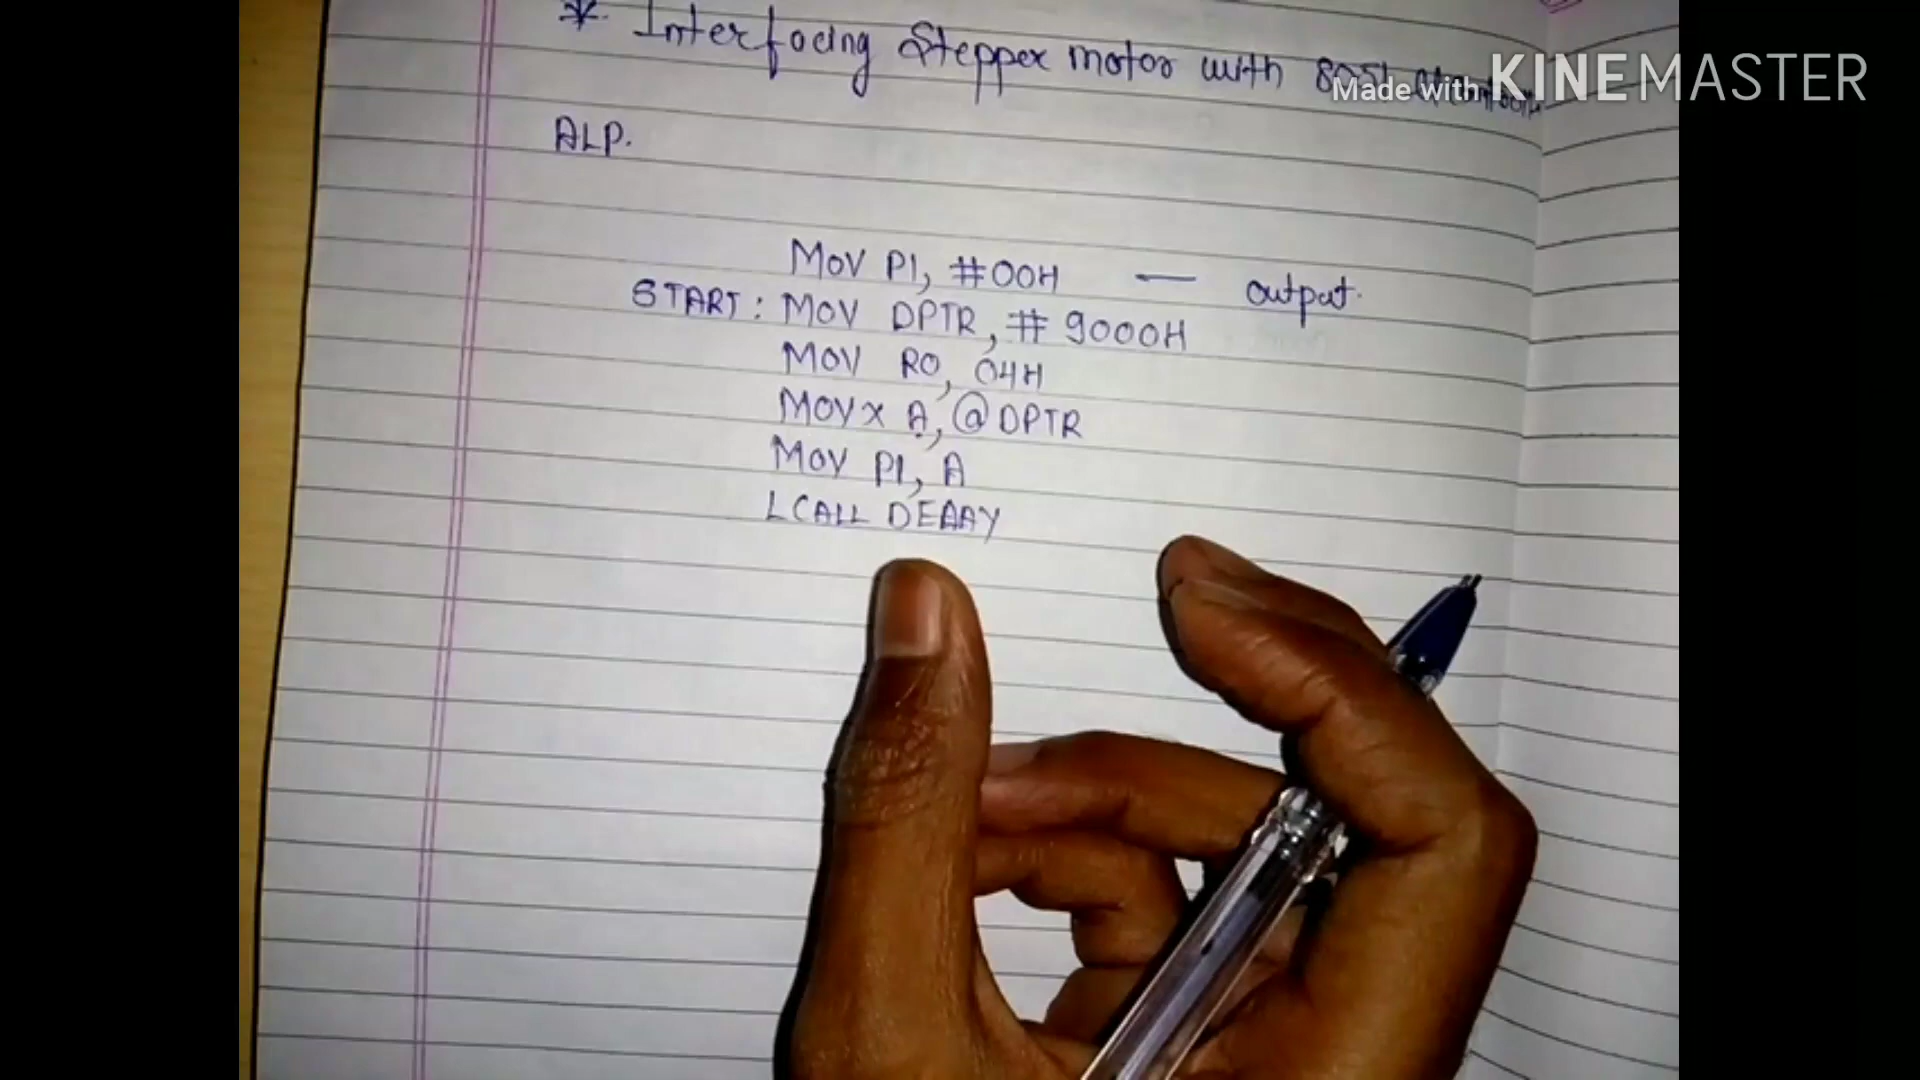 * Interfacing Stepper motor with 8051
Made with KINEMASTER
ALP.
MOV P1, #00H — output.
START: MOV DPTR, # 9000H
MOV R0, 04H
MOVX A, @DPTR
MOV P1, A
LCALL DEAAY